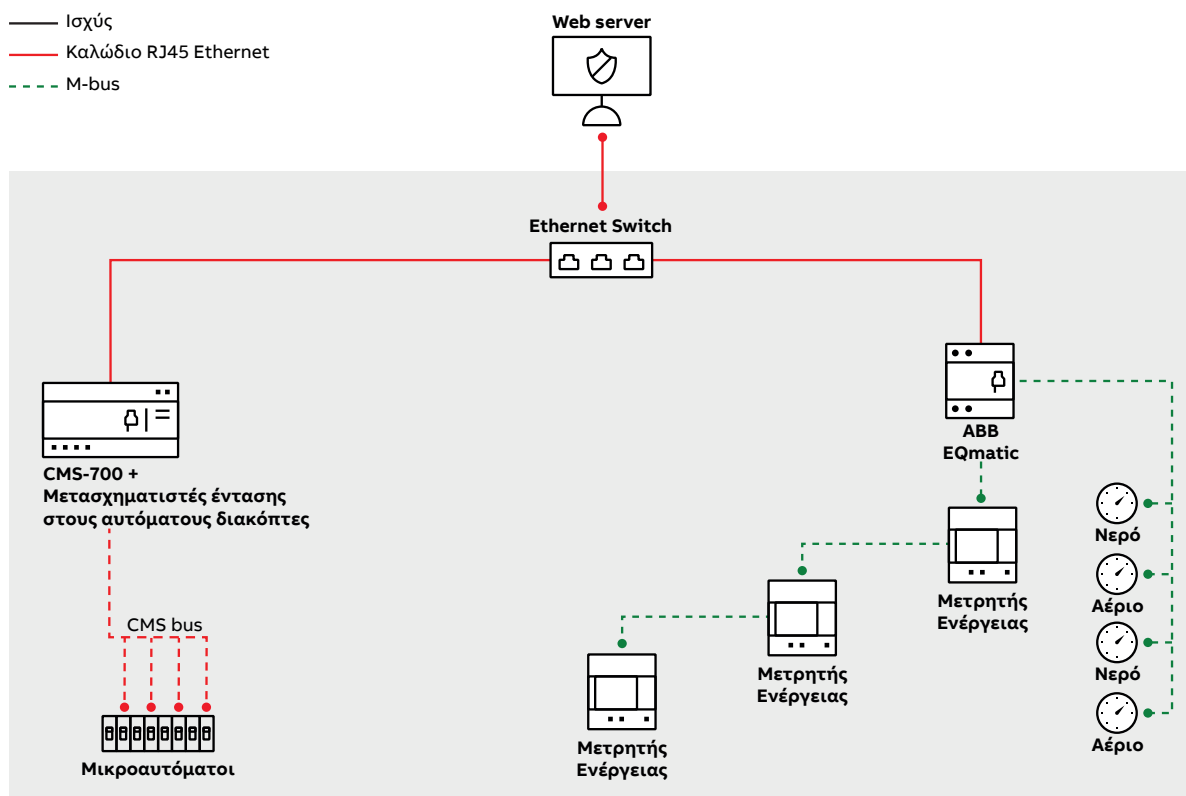 Ισχύς
Καλώδιο RJ45 Ethernet
M-bus
Web server
Ethernet Switch
CMS-700 +
Μετασχηματιστές έντασης
στους αυτόματους διακόπτες
CMS bus
Μικροαυτόματοι
ABB
EQmatic
Μετρητής
Ενέργειας
Μετρητής
Ενέργειας
Μετρητής
Ενέργειας
Νερό
Αέριο
Νερό
Αέριο